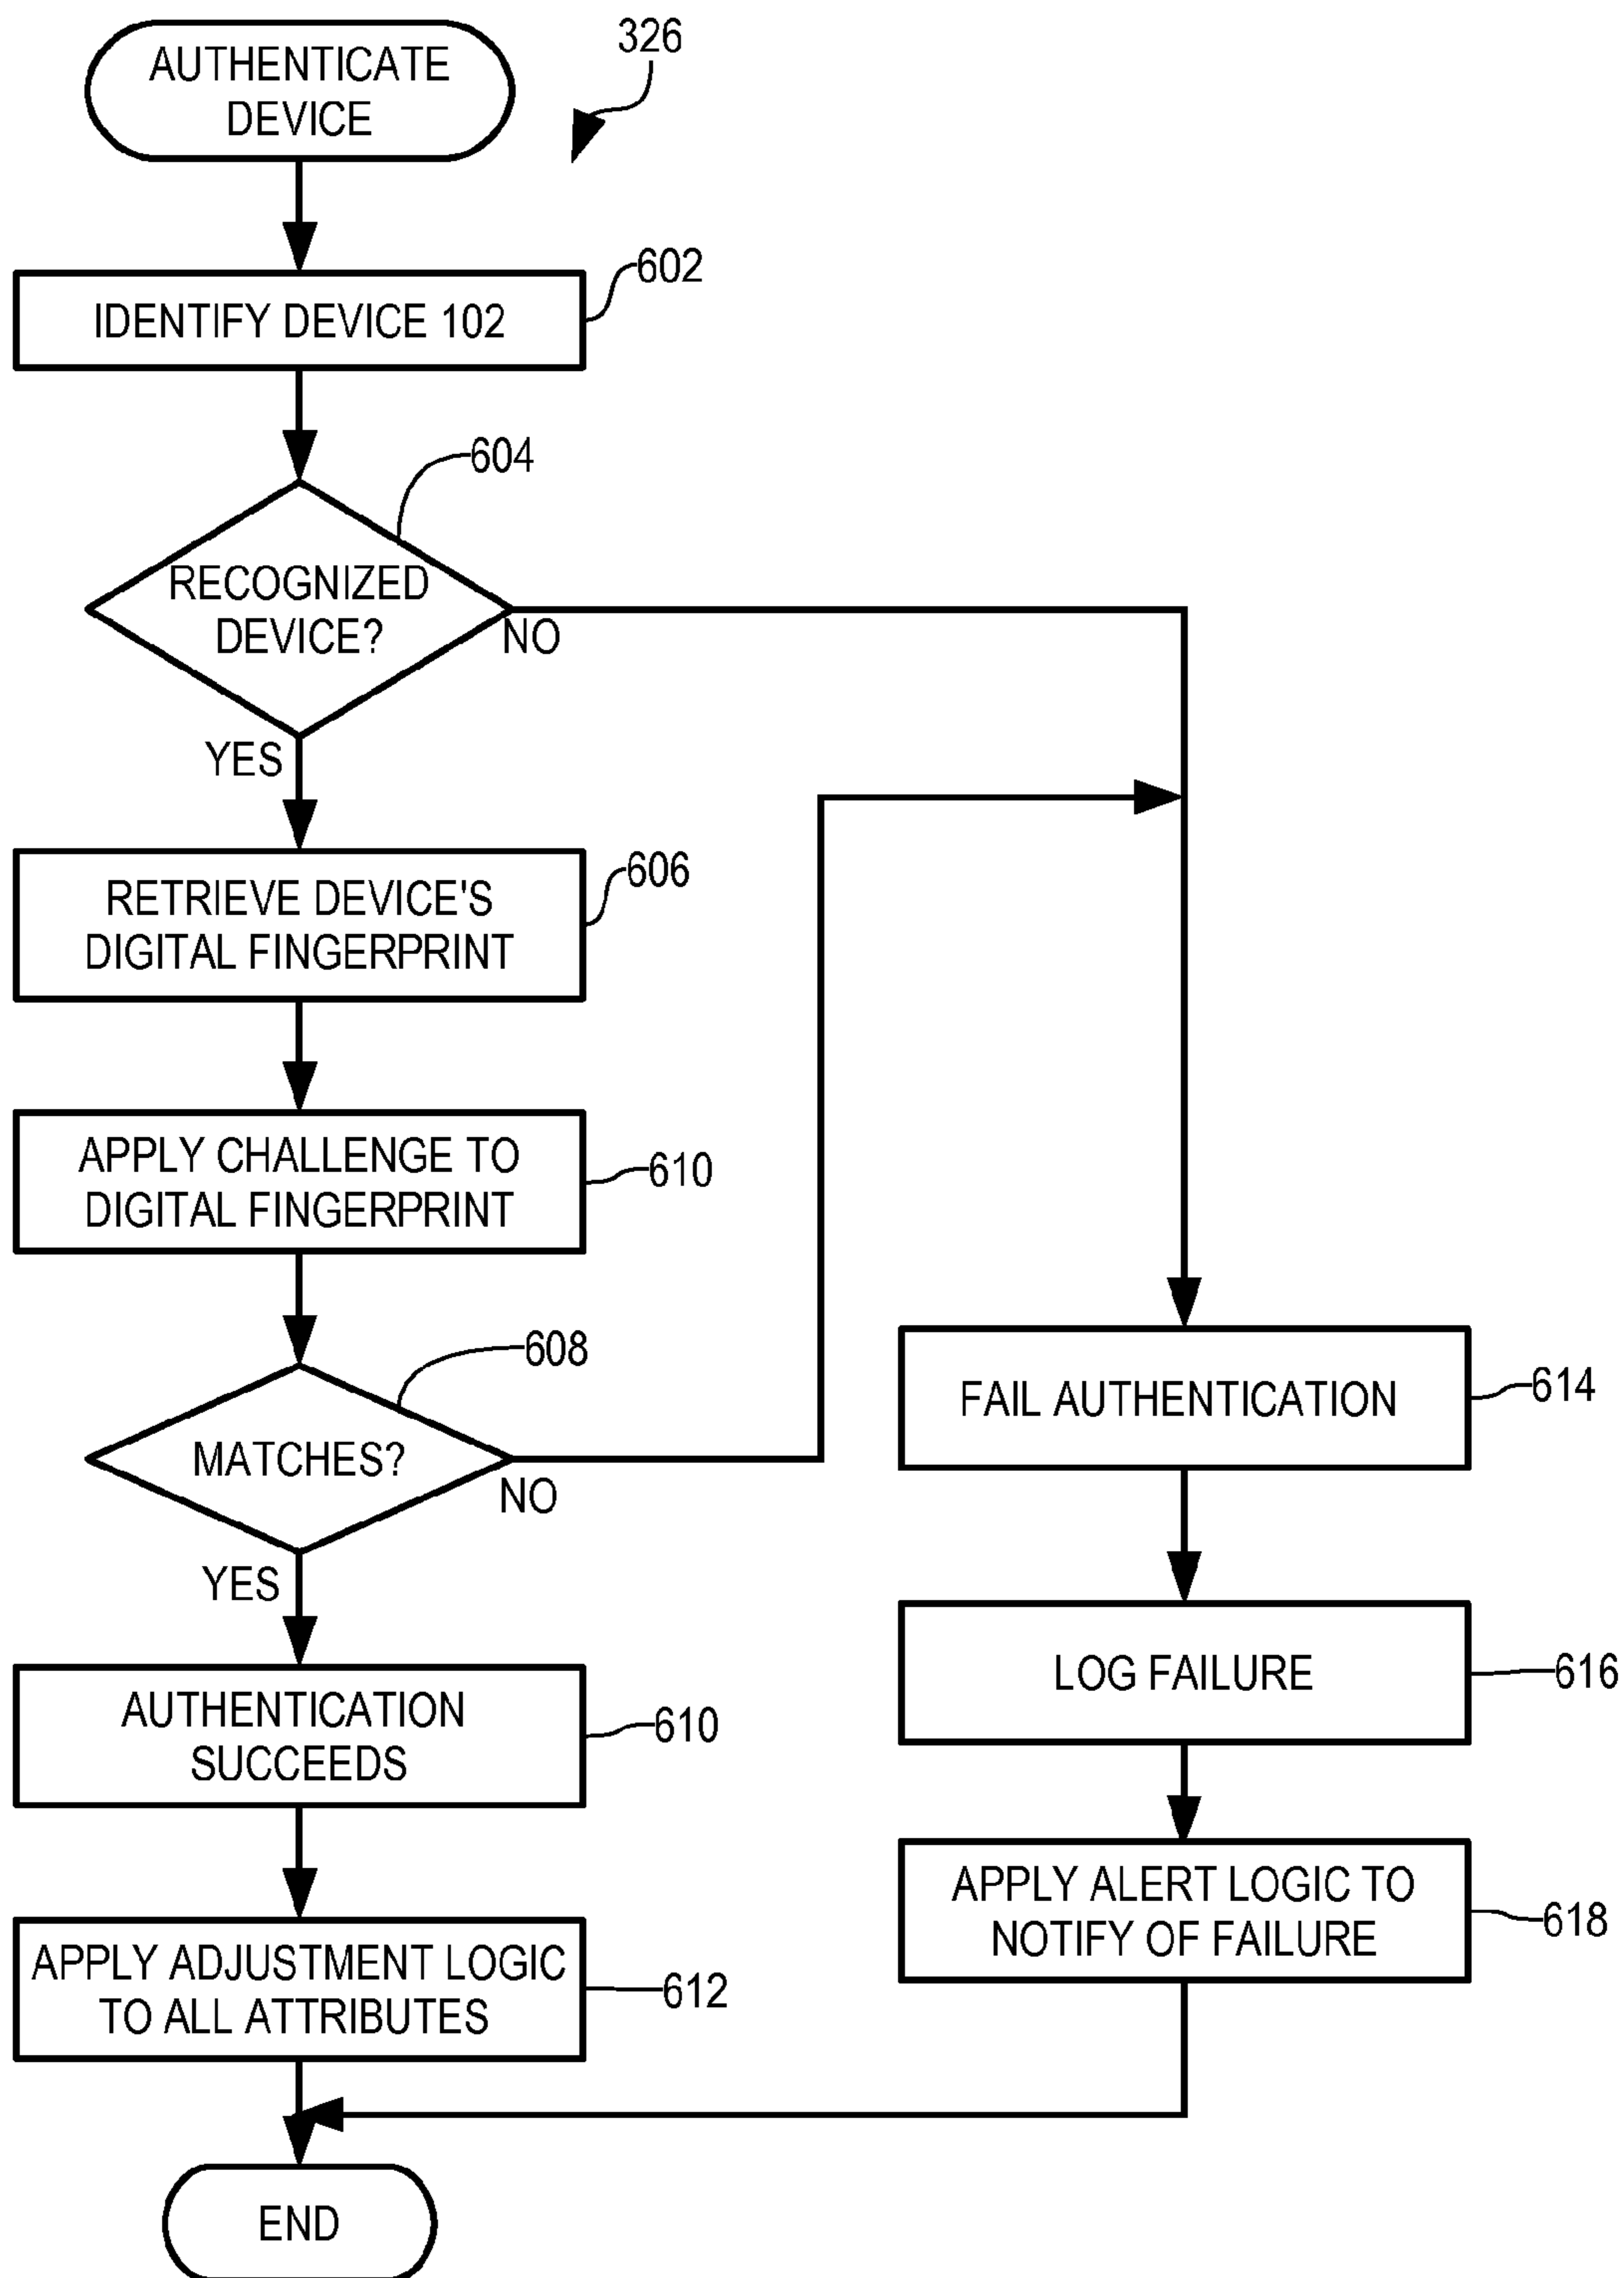 AUTHENTICATE
DEVICE
326
IDENTIFY DEVICE 102
602
604
RECOGNIZED
DEVICE?
NO
YES
RETRIEVE DEVICE'S
DIGITAL FINGERPRINT
606
APPLY CHALLENGE TO
DIGITAL FINGERPRINT
610
608
MATCHES?
NO
YES
AUTHENTICATION
SUCCEEDS
610
APPLY ADJUSTMENT LOGIC
TO ALL ATTRIBUTES
612
FAIL AUTHENTICATION
614
LOG FAILURE
616
APPLY ALERT LOGIC TO
NOTIFY OF FAILURE
618
END